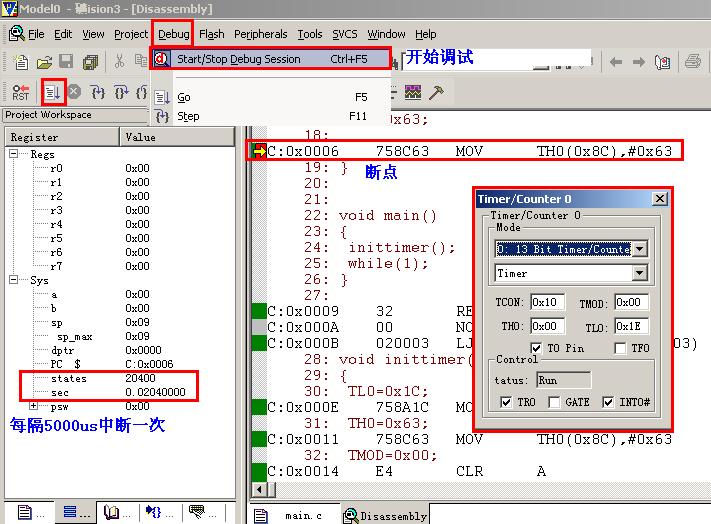 Model0 - 礦ision3 - [Disassembly]
File Edit View Project Debug Flash Peripherals Tools SVCS Window Help
Start/Stop Debug Session Ctrl+F5
开始调试
RST
Go F5
Step F11
Project Workspace
Register Value
Regs
r0 0x00
r1 0x00
r2 0x00
r3 0x00
r4 0x00
r5 0x00
r6 0x00
r7 0x00
Sys
a 0x00
b 0x00
sp 0x09
sp_max 0x09
dptr 0x0000
PC $ C:0x0006
states 20400
sec 0.02040000
psw 0x00
每隔5000us中断一次
0x63;
18:
C:0x0006 758C63 MOV TH0(0x8C),#0x63
19: }
断点
20:
21:
22: void main()
23: {
24: inittimer();
25: while(1);
26: }
27:
C:0x0009 32 RE
C:0x000A 00 NO
C:0x000B 020003 LJ 03)
28: void inittimer(
29: {
30: TL0=0x1C;
C:0x000E 758A1C MO
31: TH0=0x63;
C:0x0011 758C63 MOV TH0(0x8C),#0x63
32: TMOD=0x00;
C:0x0014 E4 CLR A
Timer/Counter 0
Timer/Counter 0
Mode
0: 13 Bit Timer/Counte
Timer
TCON: 0x10 TMOD: 0x00
TH0: 0x00 TL0: 0x1E
T0 Pin TF0
Control
tatus: Run
TR0 GATE INT0#
main.c Disassembly